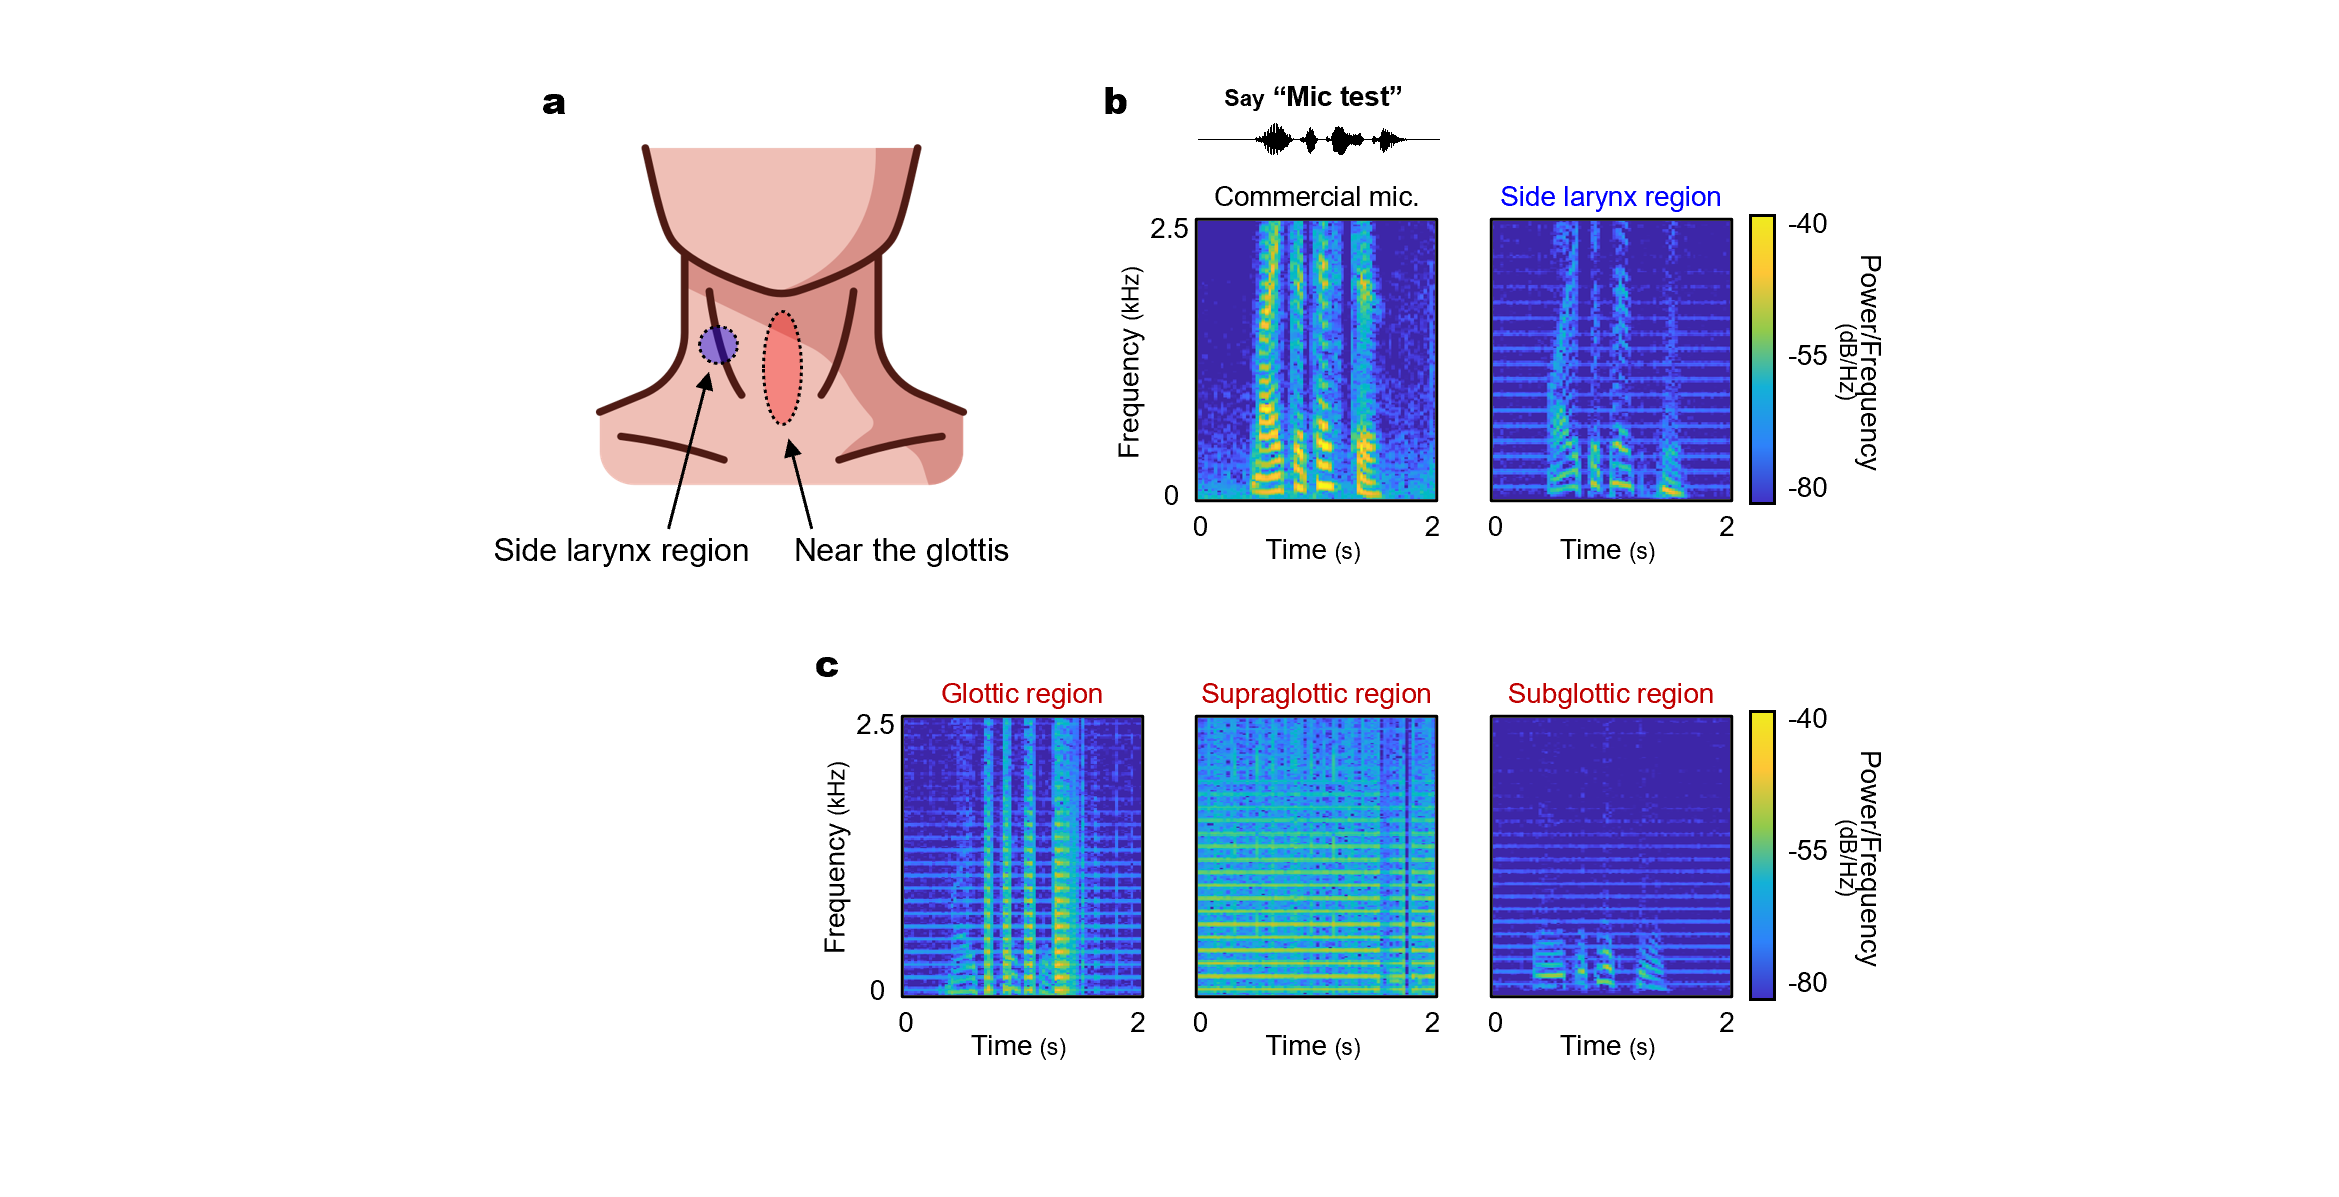 a
Side larynx region
Near the glottis
b
Say “Mic test”
Commercial mic.
Side larynx region
2.5
0
Frequency (kHz)
0
2
Time (s)
0
2
Time (s)
-40
-55
-80
Power/Frequency
(dB/Hz)
c
Glottic region
Supraglottic region
Subglottic region
2.5
0
Frequency (kHz)
0
2
Time (s)
0
2
Time (s)
0
2
Time (s)
-40
-55
-80
Power/Frequency
(dB/Hz)